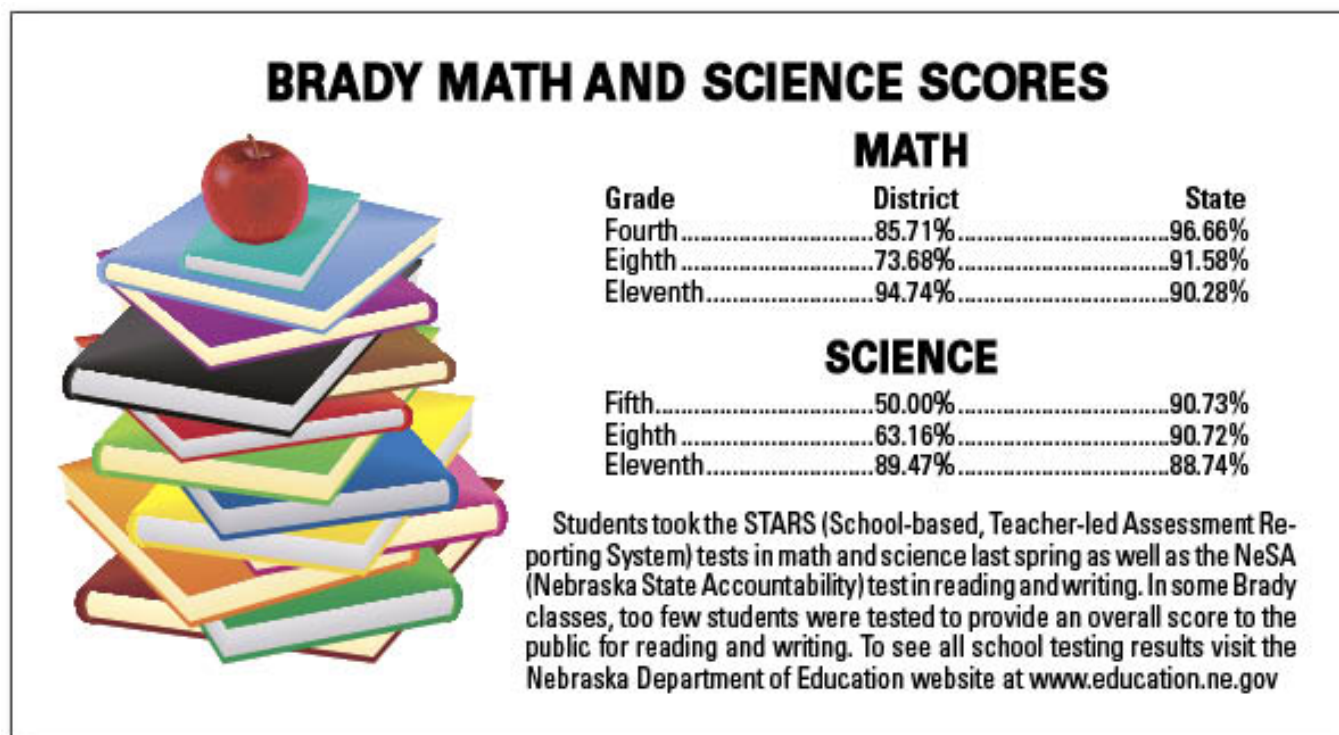 BRADY MATH AND SCIENCE SCORES
MATH
Grade District State
Fourth..............................85.71%.................................96.66%
Eighth..............................73.68%.................................91.58%
Eleventh..........................94.74%.................................90.28%
SCIENCE
Fifth..................................50.00%.................................90.73%
Eighth..............................63.16%.................................90.72%
Eleventh..........................89.47%.................................88.74%
Students took the STARS (School-based, Teacher-led Assessment Re-
porting System) tests in math and science last spring as well as the NeSA
(Nebraska State Accountability) test in reading and writing. In some Brady
classes, too few students were tested to provide an overall score to the
public for reading and writing. To see all school testing results visit the
Nebraska Department of Education website at www.education.ne.gov